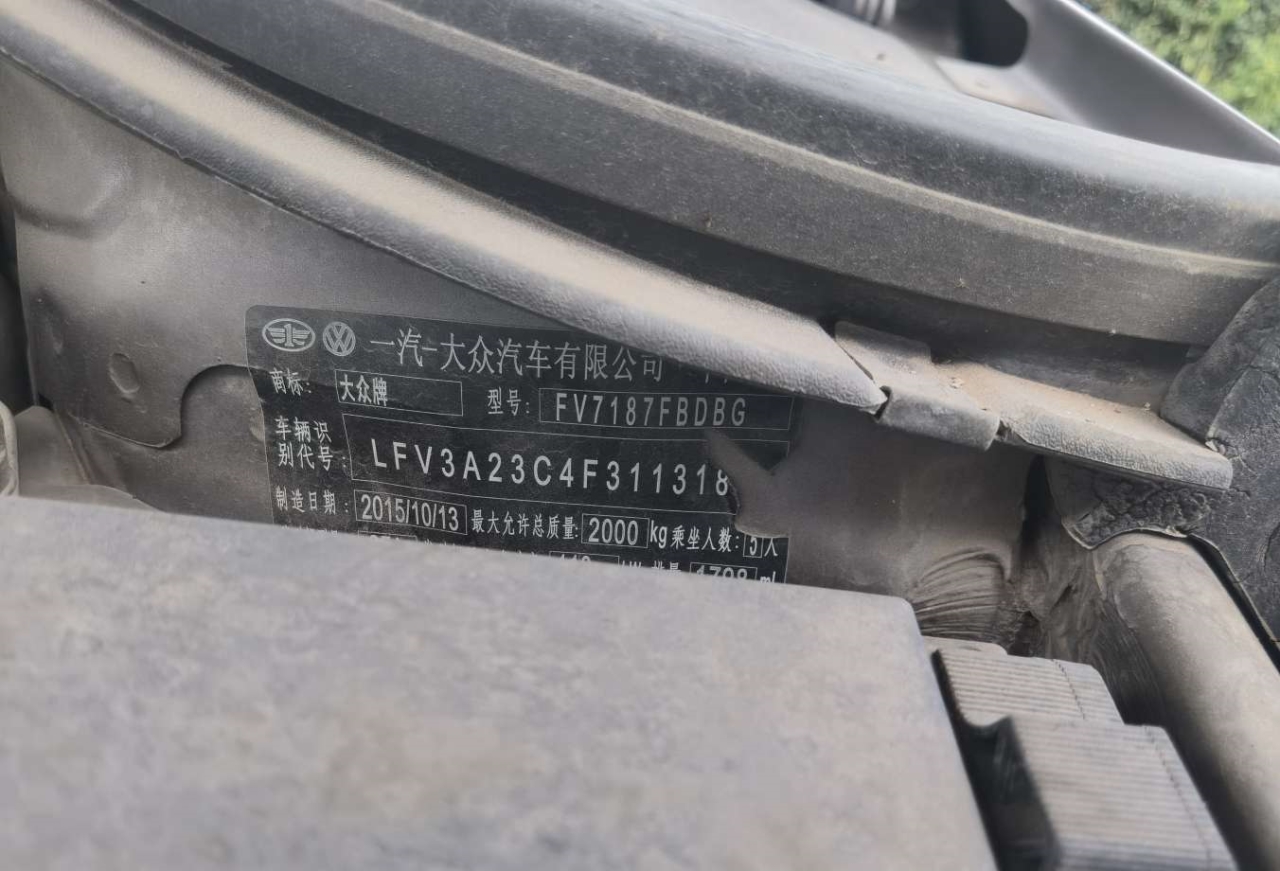 一汽-大众汽车有限公司
商标: 大众牌 型号: FV7187FBDBG
车辆识
别代号: LFV3A23C4F311318
制造日期: 2015/10/13 最大允许总质量: 2000 kg 乘坐人数: 5人